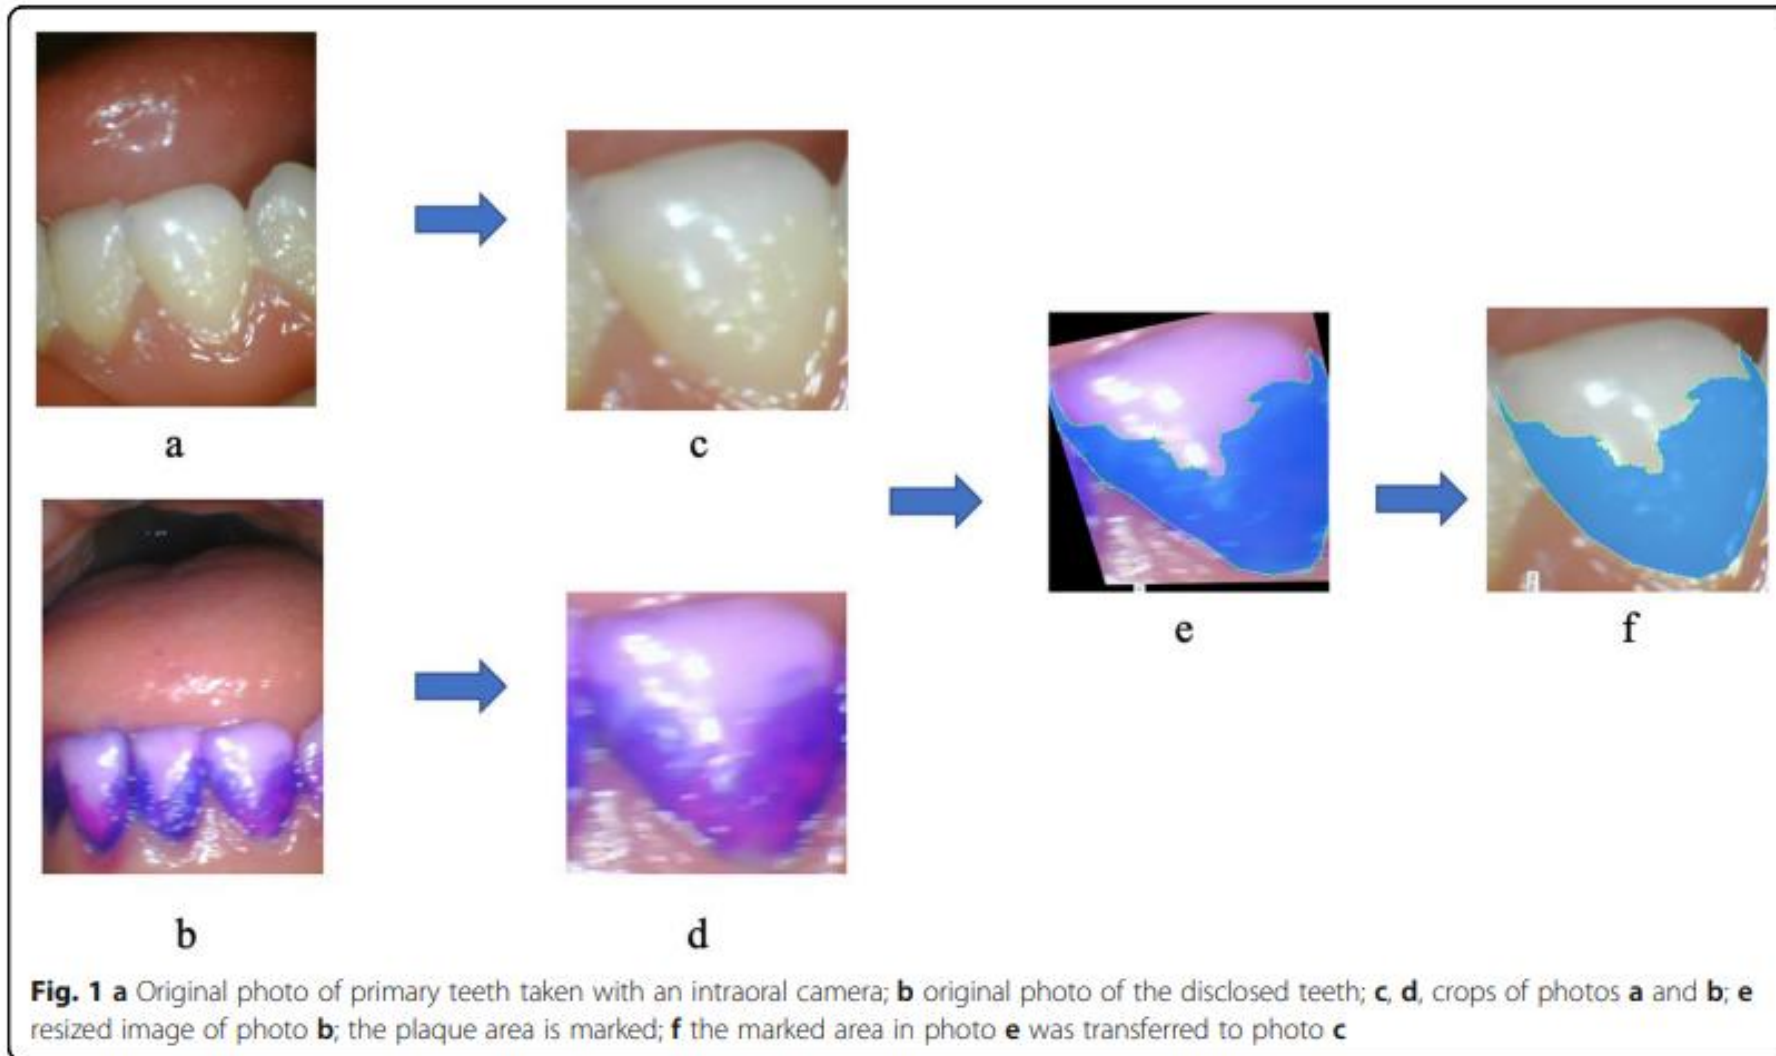 a
c
e
f
b
d
Fig. 1 a Original photo of primary teeth taken with an intraoral camera; b original photo of the disclosed teeth; c, d, crops of photos a and b; e
resized image of photo b; the plaque area is marked; f the marked area in photo e was transferred to photo c